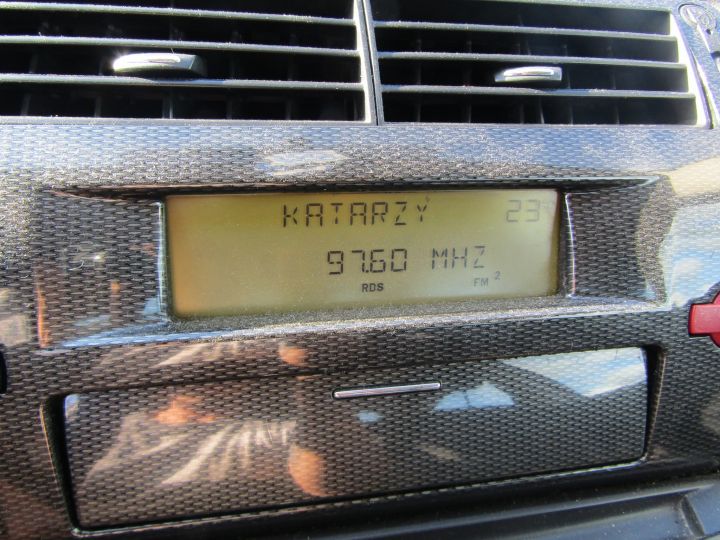 KATARZY 23°
97.60 MHZ
RDS FM 2